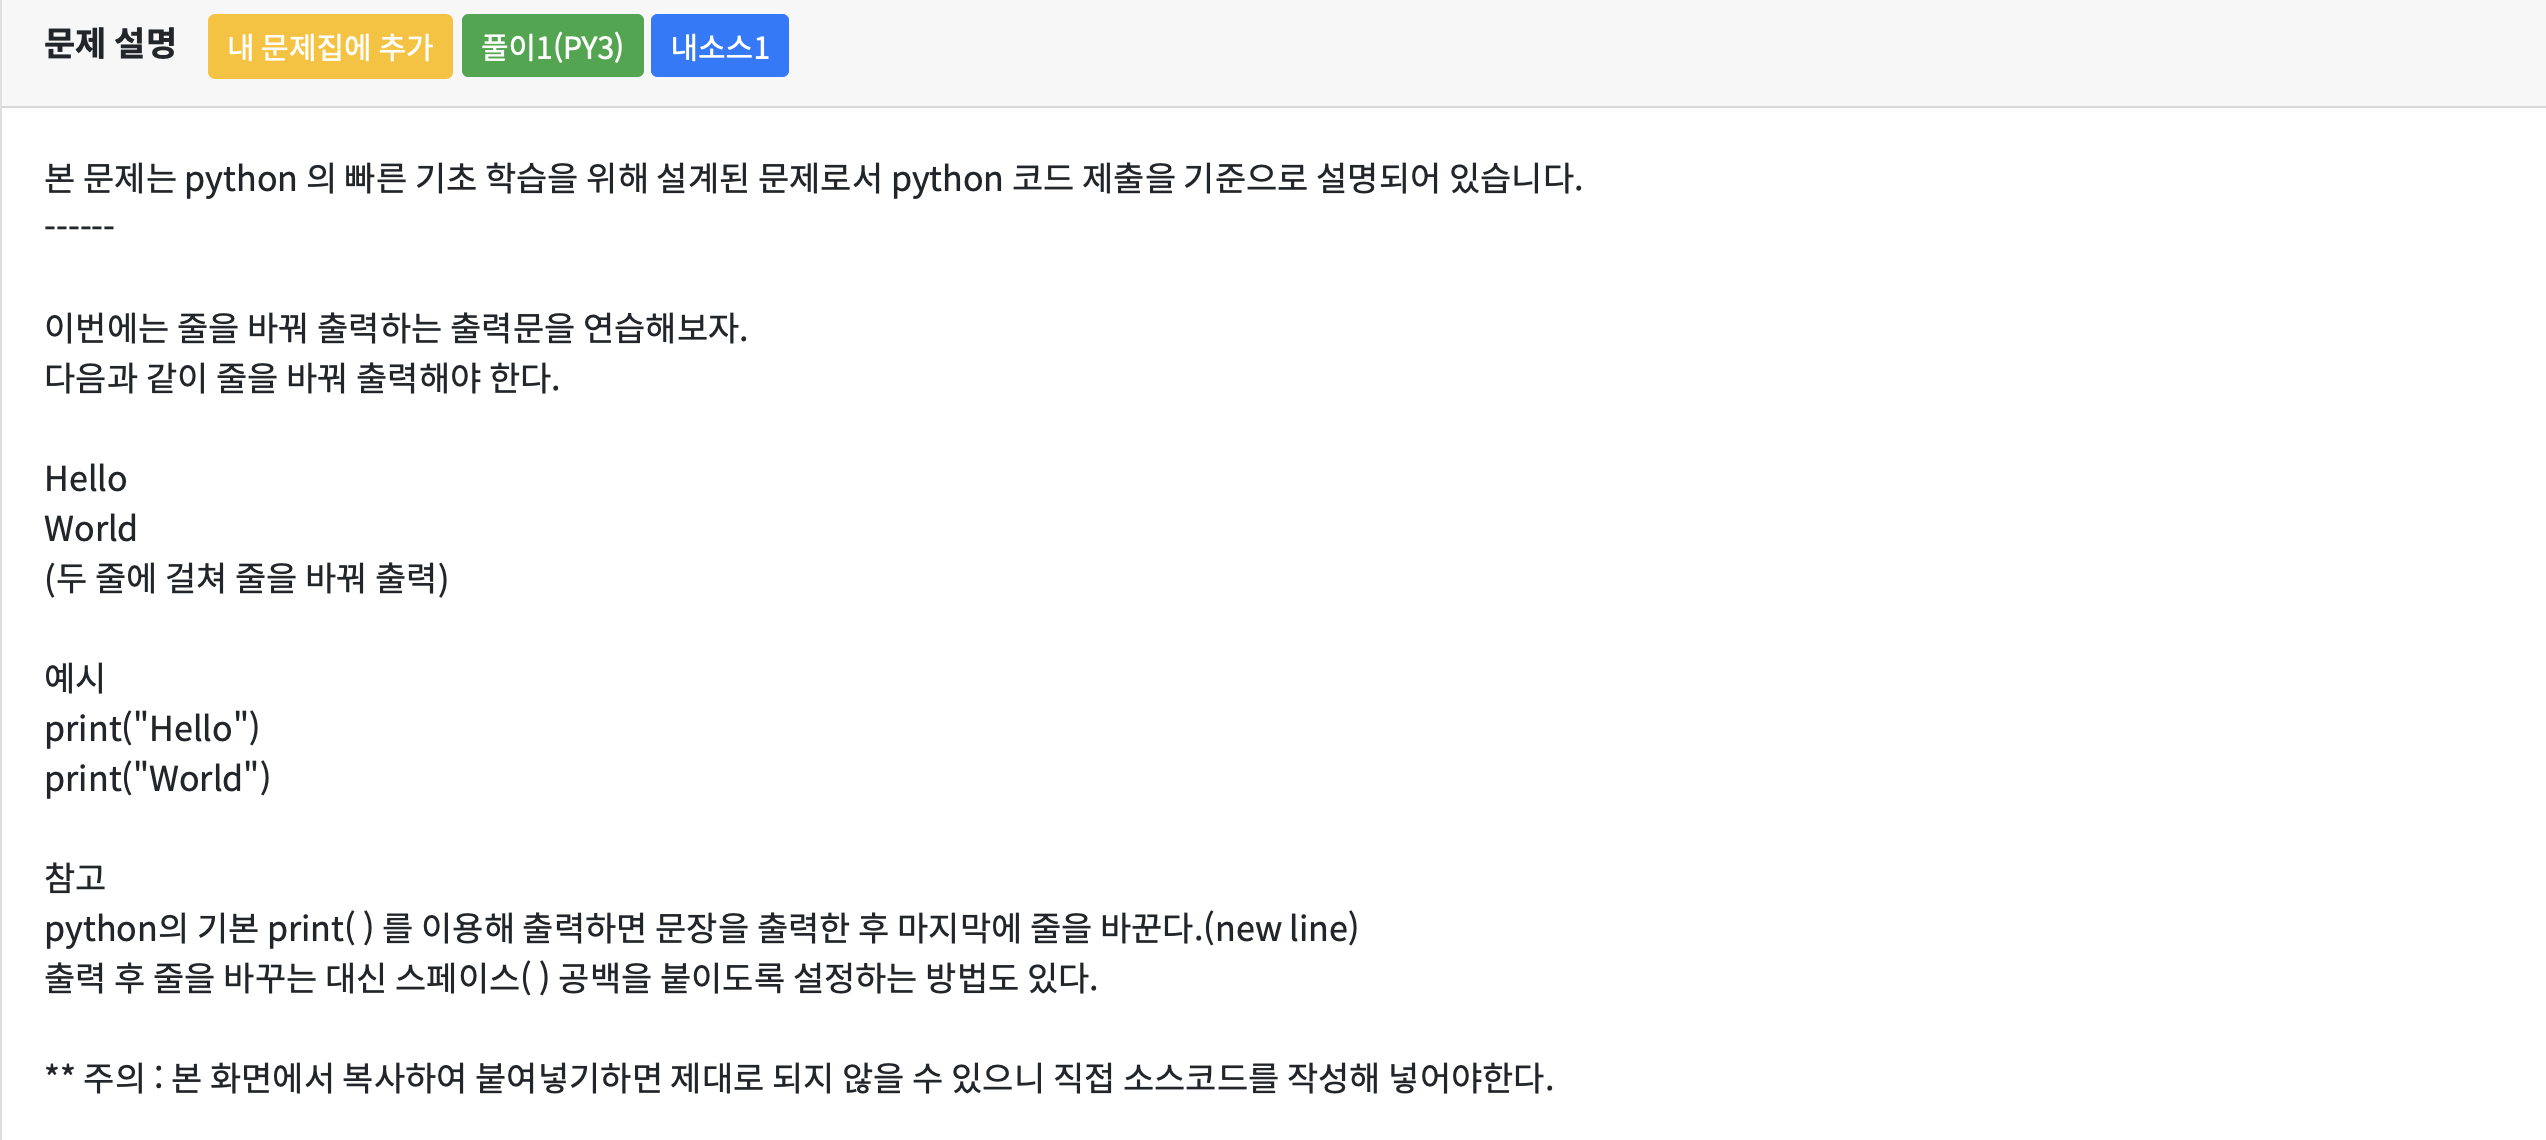 문제 설명 내 문제집에 추가 풀이1(PY3) 내소스1
본 문제는 python 의 빠른 기초 학습을 위해 설계된 문제로서 python 코드 제출을 기준으로 설명되어 있습니다.
------
이번에는 줄을 바꿔 출력하는 출력문을 연습해보자.
다음과 같이 줄을 바꿔 출력해야 한다.
Hello
World
(두 줄에 걸쳐 줄을 바꿔 출력)
예시
print("Hello")
print("World")
참고
python의 기본 print( ) 를 이용해 출력하면 문장을 출력한 후 마지막에 줄을 바꾼다.(new line)
출력 후 줄을 바꾸는 대신 스페이스( ) 공백을 붙이도록 설정하는 방법도 있다.
** 주의 : 본 화면에서 복사하여 붙여넣기하면 제대로 되지 않을 수 있으니 직접 소스코드를 작성해 넣어야한다.